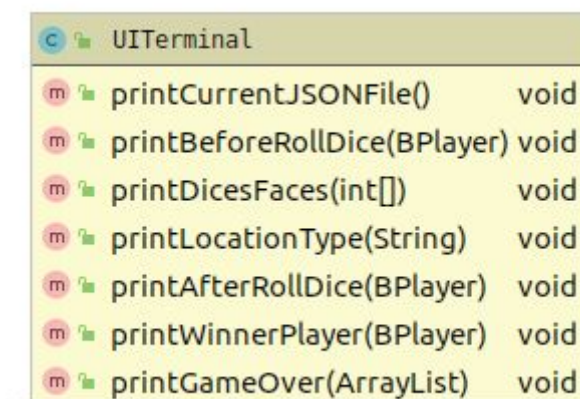 C UITerminal
m printCurrentJSONFile() void
m printBeforeRollDice(BPlayer) void
m printDicesFaces(int[]) void
m printLocationType(String) void
m printAfterRollDice(BPlayer) void
m printWinnerPlayer(BPlayer) void
m printGameOver(ArrayList) void